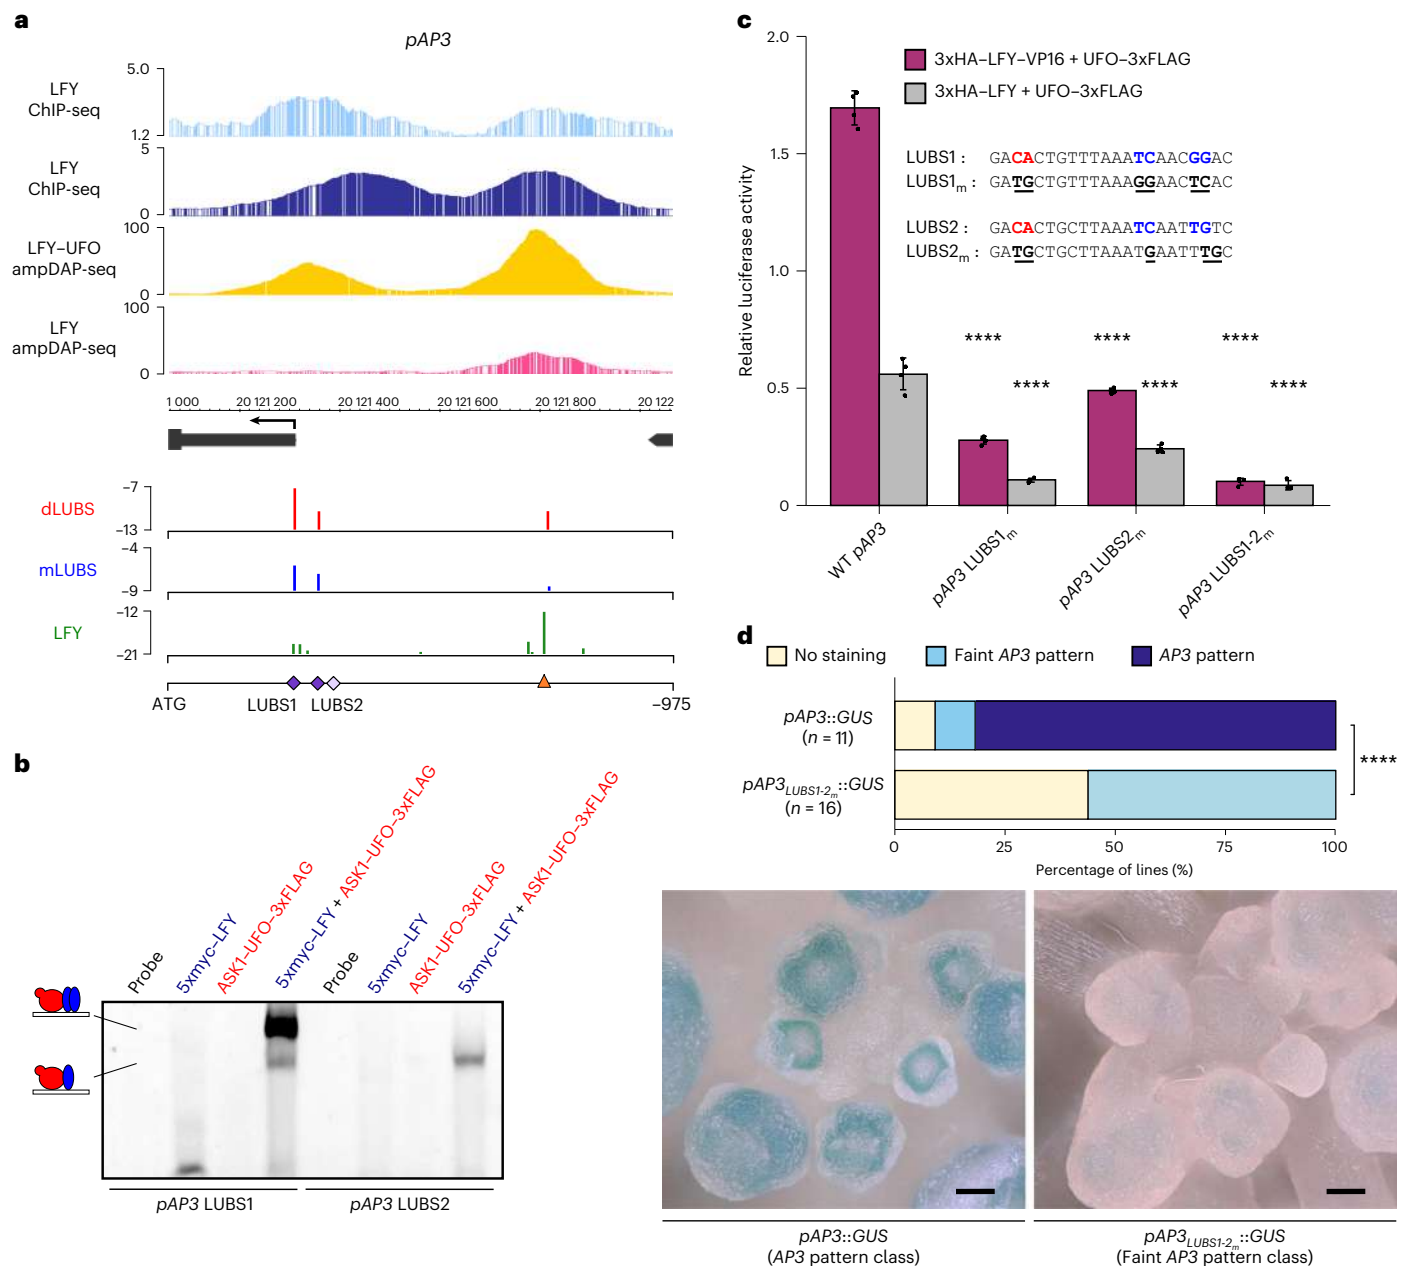 a
pAP3
5.0
LFY
ChIP-seq
1.2
5
LFY
ChIP-seq
0
100
LFY–UFO
ampDAP-seq
0
100
LFY
ampDAP-seq
0
1 000 20 121 200 20 121 400 20 121 600 20 121 800 20 122
−7
dLUBS
−13
−4
mLUBS
−9
−12
LFY
−21
ATG LUBS1 LUBS2 −975
b
Probe
5xmyc–LFY
ASK1–UFO–3xFLAG
5xmyc–LFY + ASK1–UFO–3xFLAG
Probe
5xmyc–LFY
ASK1–UFO–3xFLAG
5xmyc–LFY + ASK1–UFO–3xFLAG
pAP3 LUBS1 pAP3 LUBS2
c
2.0
1.5
1.0
0.5
0
Relative luciferase activity
3xHA–LFY–VP16 + UFO–3xFLAG
3xHA–LFY + UFO–3xFLAG
LUBS1 : GACACTGTTTAAATCAACGGAC
LUBS1m : GATGCTGTTTAAAGGAACTCAC
LUBS2 : GACACTGCTTAAATCAATTGTC
LUBS2m : GATGCTGCTTAAATGAATTTGC
**** **** ****
**** **** ****
WT pAP3
pAP3 LUBS1m
pAP3 LUBS2m
pAP3 LUBS1-2m
d
No staining Faint AP3 pattern AP3 pattern
pAP3::GUS
(n = 11)
****
pAP3LUBS1-2m::GUS
(n = 16)
0 25 50 75 100
Percentage of lines (%)
pAP3::GUS
(AP3 pattern class)
pAP3LUBS1-2m::GUS
(Faint AP3 pattern class)